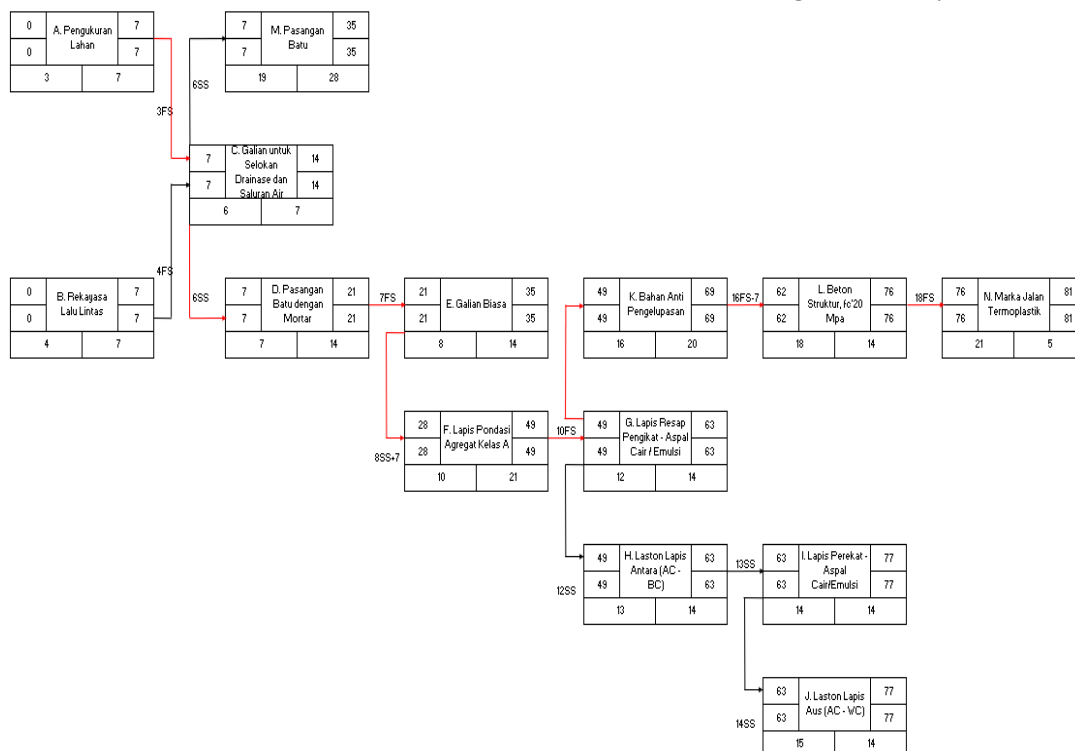 0
A. Pengukuran
Lahan
7
0
7
3
7
7
M. Pasangan
Batu
35
7
35
19
28
6SS
3FS
7
C. Galian untuk
Selokan
Drainase dan
Saluran Air
14
7
14
6
7
4FS
6SS
0
B. Rekayasa
Lalu Lintas
7
0
7
4
7
7
D. Pasangan
Batu dengan
Mortar
21
7
21
7
14
7FS
21
E. Galian Biasa
35
21
35
8
14
49
K. Bahan Anti
Pengelupasan
69
49
69
16
20
16FS-7
62
L. Beton
Struktur, fc'20
Mpa
76
62
76
18
14
18FS
76
N. Marka Jalan
Termoplastik
81
76
81
21
5
8SS+7
28
F. Lapis Pondasi
Agregat Kelas A
49
28
49
10
21
10FS
49
G. Lapis Resap
Pengikat - Aspal
Cair / Emulsi
63
49
63
12
14
12SS
49
H. Laston Lapis
Antara (AC -
BC)
63
49
63
13
14
13SS
63
I. Lapis Perekat -
Aspal
Cair/Emulsi
77
63
77
14
14
14SS
63
J. Laston Lapis
Aus (AC - WC)
77
63
77
15
14